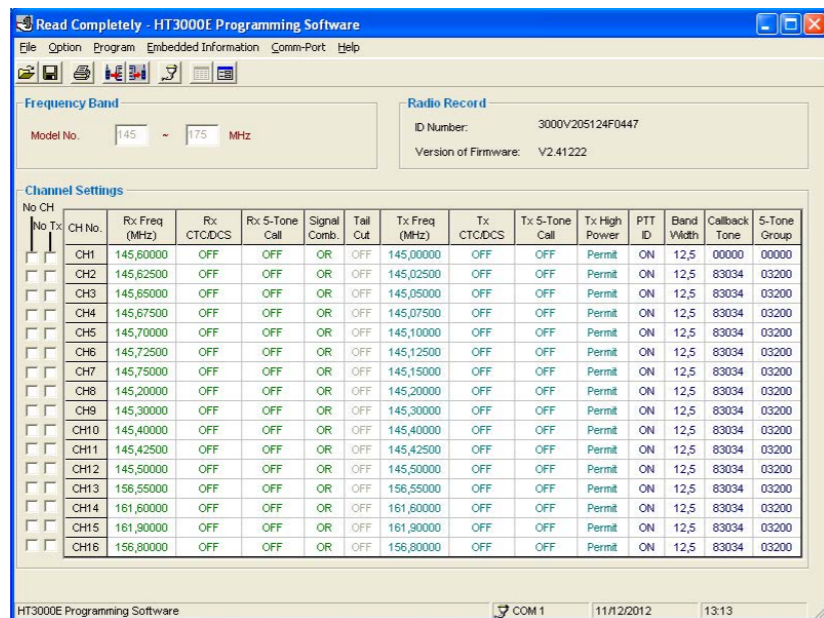 Read Completely - HT3000E Programming Software
File Option Program Embedded Information Comm-Port Help
Frequency Band
Model No. 145 ~ 175 MHz
Radio Record
ID Number: 3000V205124F0447
Version of Firmware: V2.41222
Channel Settings
No CH
No Tx CH No. Rx Freq (MHz) Rx CTC/DCS Rx 5-Tone Call Signal Comb. Tail Cut Tx Freq (MHz) Tx CTC/DCS Tx 5-Tone Call Tx High Power PTT ID Band Width Callback Tone 5-Tone Group
CH1 145,60000 OFF OFF OR OFF 145,00000 OFF OFF Permit ON 12,5 00000 00000
CH2 145,62500 OFF OFF OR OFF 145,02500 OFF OFF Permit ON 12,5 83034 03200
CH3 145,65000 OFF OFF OR OFF 145,05000 OFF OFF Permit ON 12,5 83034 03200
CH4 145,67500 OFF OFF OR OFF 145,07500 OFF OFF Permit ON 12,5 83034 03200
CH5 145,70000 OFF OFF OR OFF 145,10000 OFF OFF Permit ON 12,5 83034 03200
CH6 145,72500 OFF OFF OR OFF 145,12500 OFF OFF Permit ON 12,5 83034 03200
CH7 145,75000 OFF OFF OR OFF 145,15000 OFF OFF Permit ON 12,5 83034 03200
CH8 145,20000 OFF OFF OR OFF 145,20000 OFF OFF Permit ON 12,5 83034 03200
CH9 145,30000 OFF OFF OR OFF 145,30000 OFF OFF Permit ON 12,5 83034 03200
CH10 145,40000 OFF OFF OR OFF 145,40000 OFF OFF Permit ON 12,5 83034 03200
CH11 145,42500 OFF OFF OR OFF 145,42500 OFF OFF Permit ON 12,5 83034 03200
CH12 145,50000 OFF OFF OR OFF 145,50000 OFF OFF Permit ON 12,5 83034 03200
CH13 156,55000 OFF OFF OR OFF 156,55000 OFF OFF Permit ON 12,5 83034 03200
CH14 161,60000 OFF OFF OR OFF 161,60000 OFF OFF Permit ON 12,5 83034 03200
CH15 161,90000 OFF OFF OR OFF 161,90000 OFF OFF Permit ON 12,5 83034 03200
CH16 156,80000 OFF OFF OR OFF 156,80000 OFF OFF Permit ON 12,5 83034 03200
HT3000E Programming Software COM 1 11/12/2012 13:13